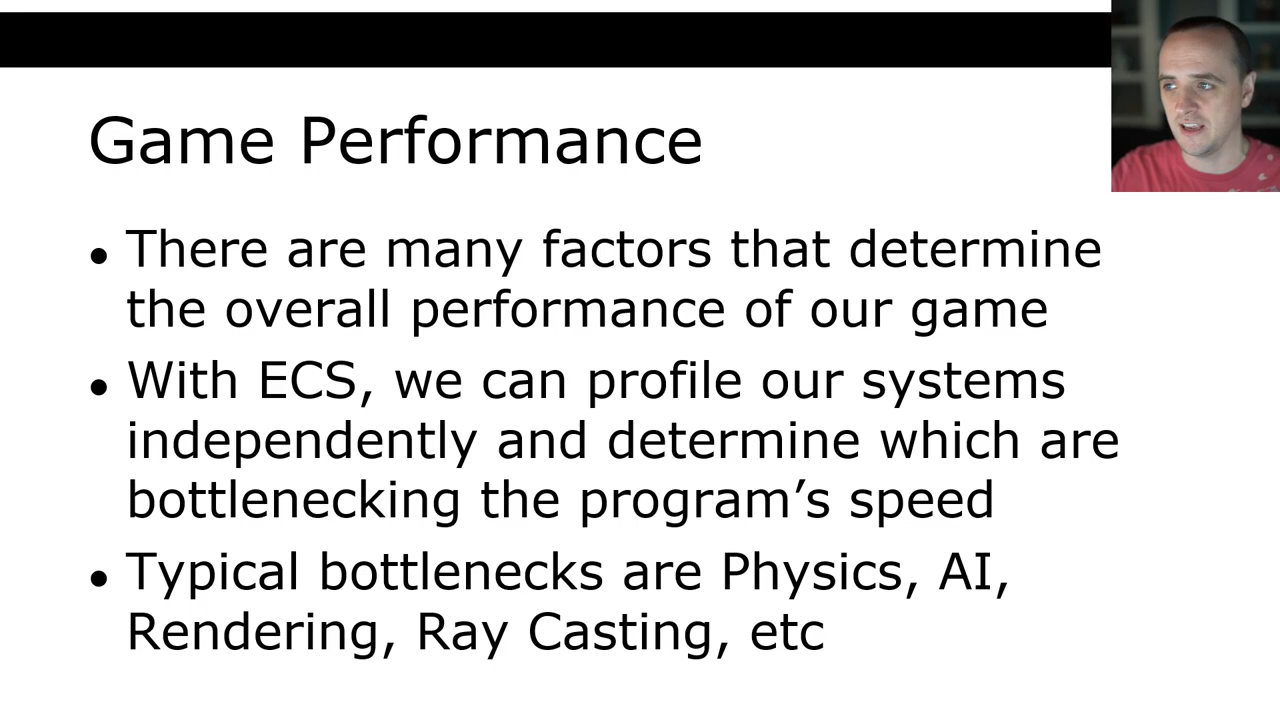 Game Performance
● There are many factors that determine
the overall performance of our game
● With ECS, we can profile our systems
independently and determine which are
bottlenecking the program’s speed
● Typical bottlenecks are Physics, AI,
Rendering, Ray Casting, etc